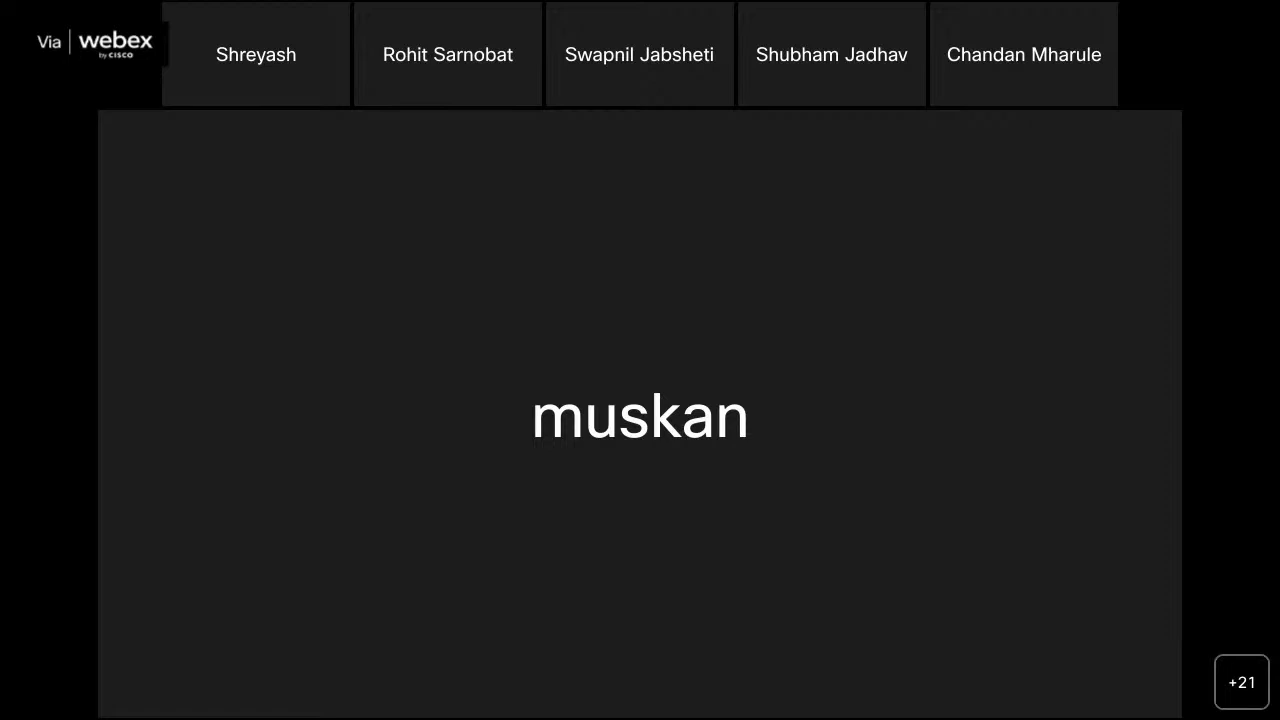 Via | webex
by CISCO
Shreyash
Rohit Sarnobat
Swapnil Jabsheti
Shubham Jadhav
Chandan Mharule
muskan
+21